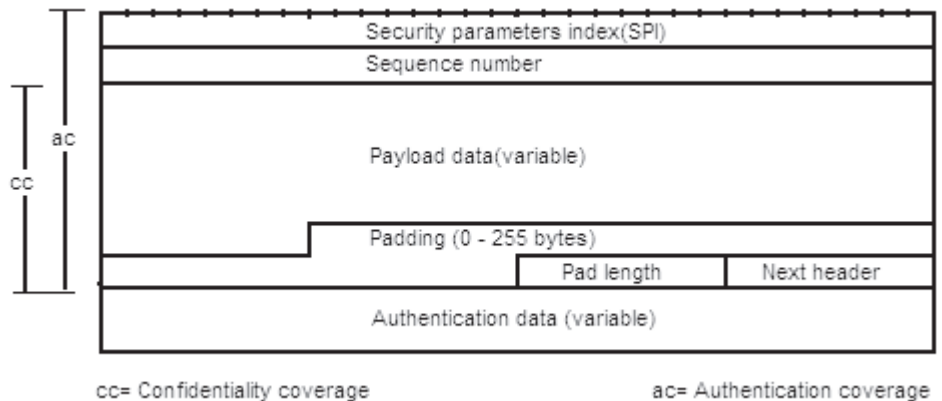 Security parameters index(SPI)
Sequence number
ac
Payload data(variable)
cc
Padding (0 - 255 bytes)
Pad length
Next header
Authentication data (variable)
cc= Confidentiality coverage
ac= Authentication coverage